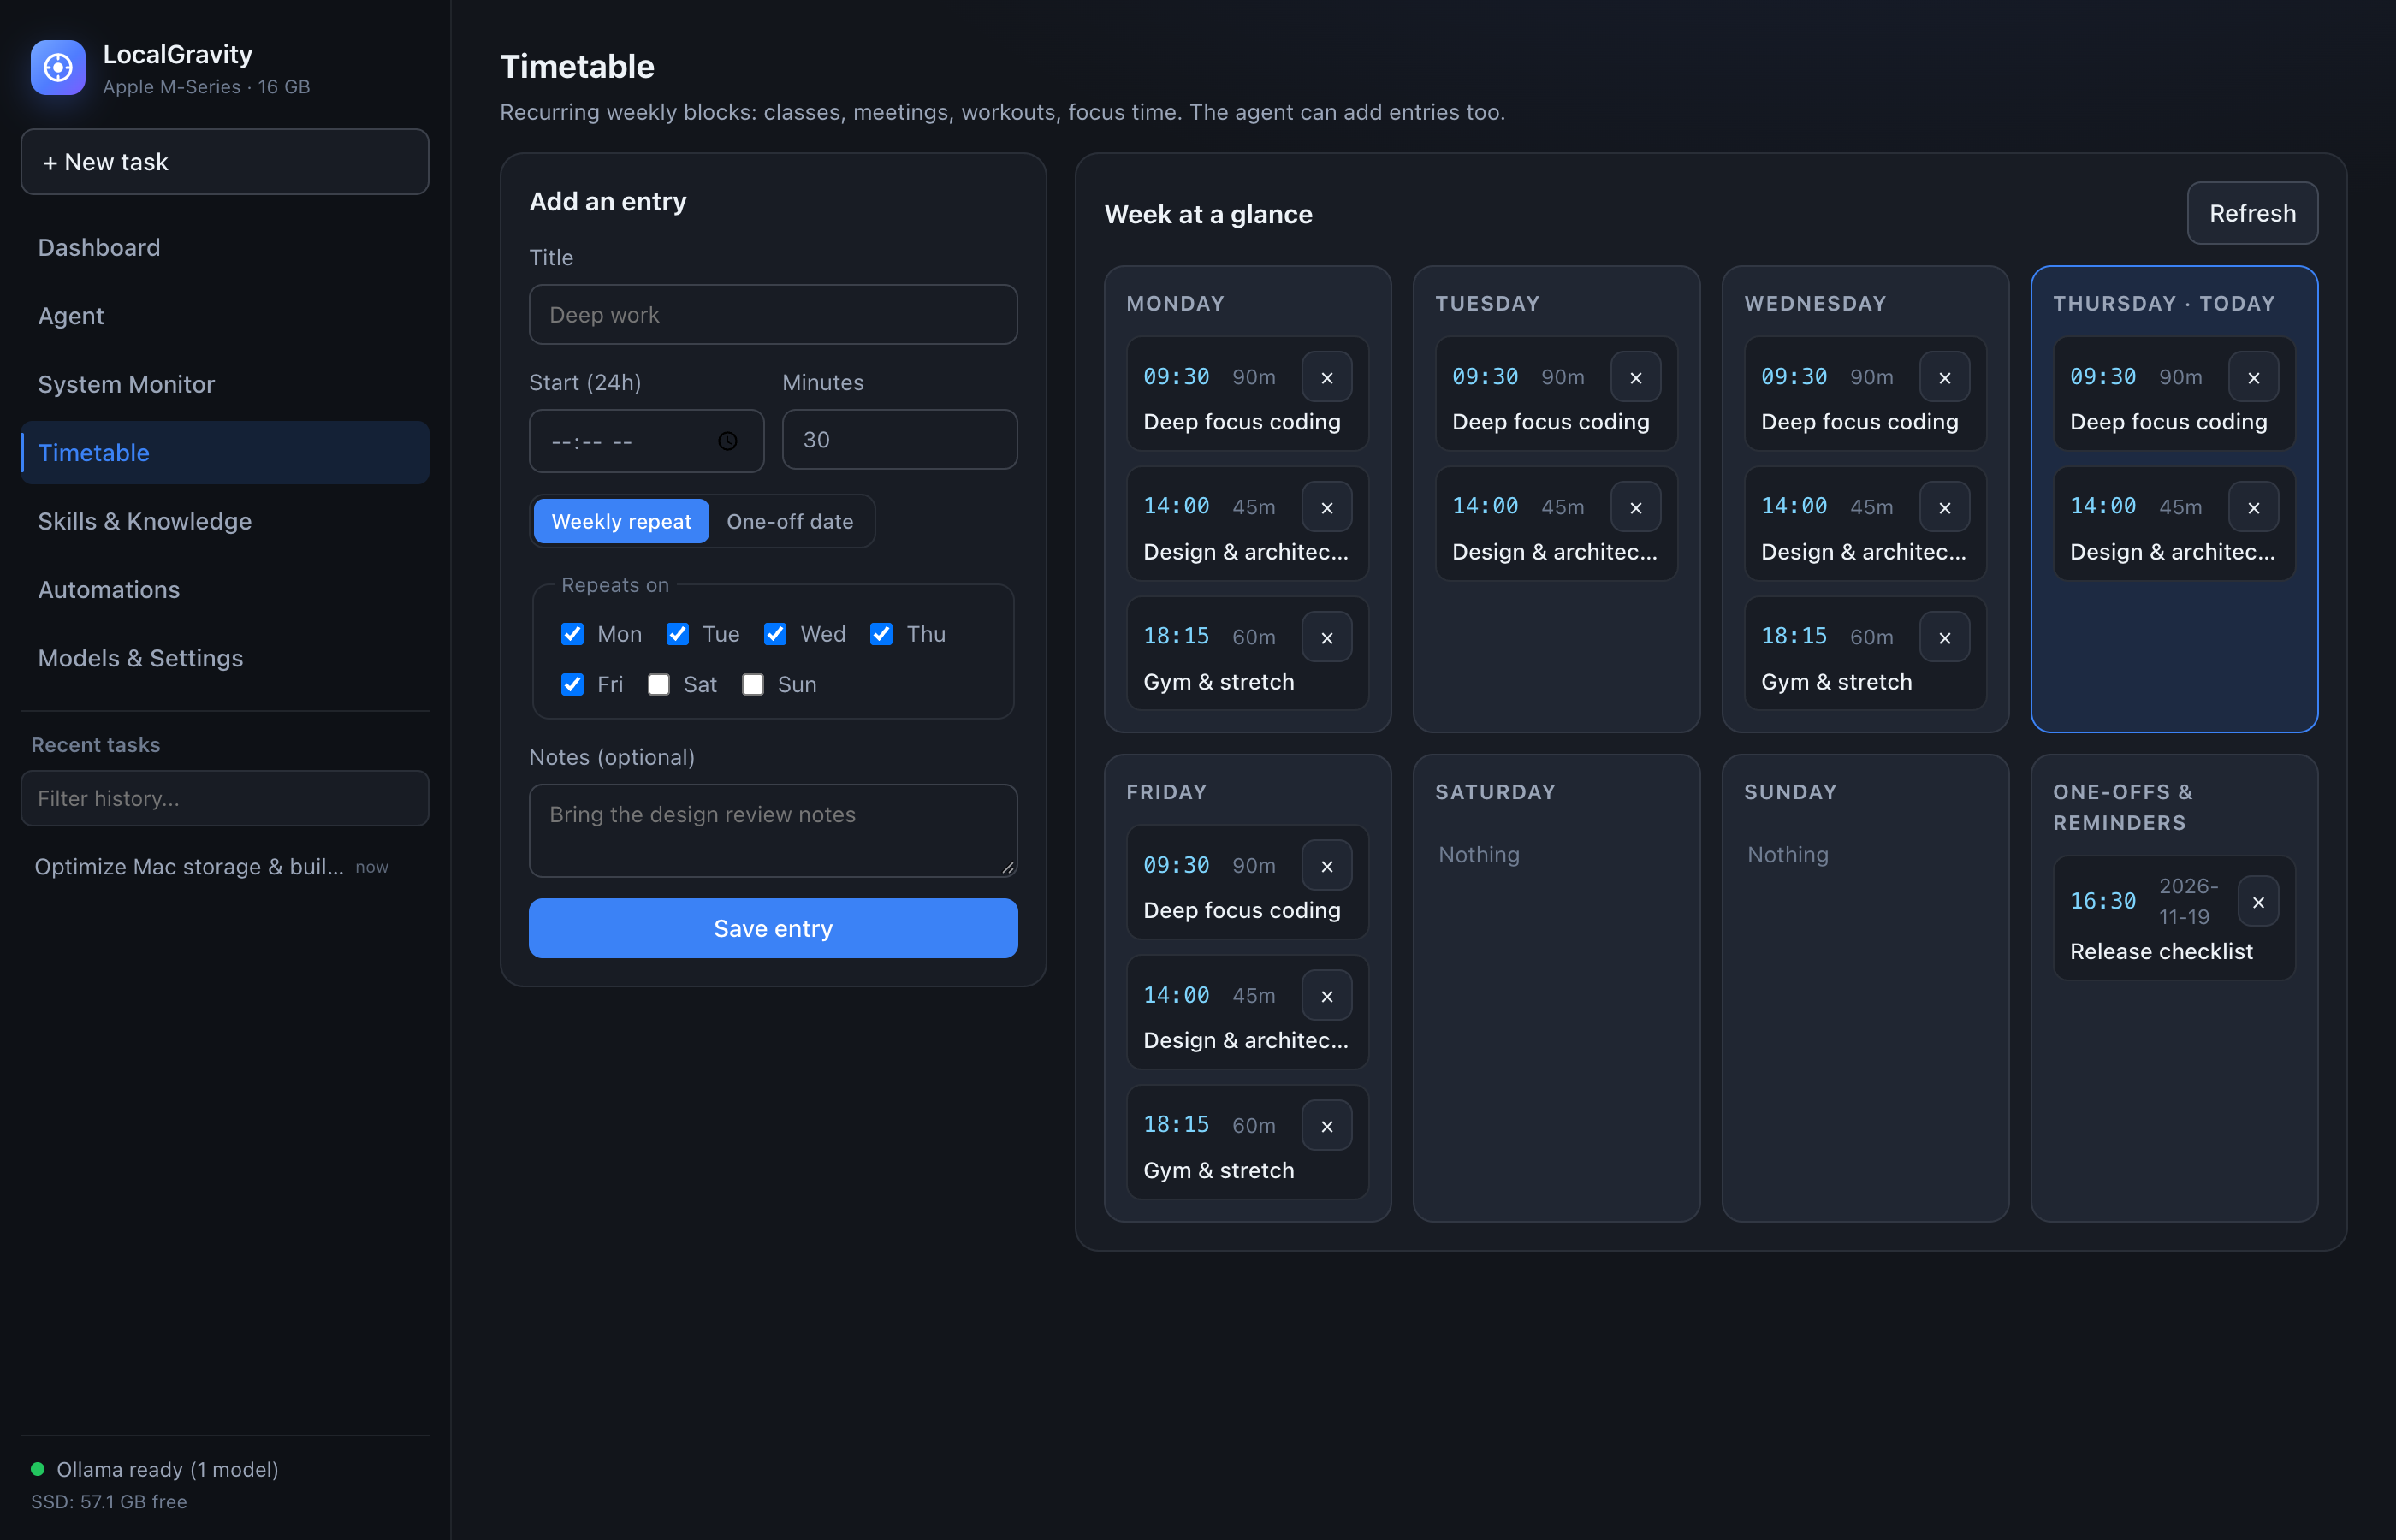 LocalGravity
Apple M-Series · 16 GB
+ New task
Dashboard
Agent
System Monitor
Timetable
Skills & Knowledge
Automations
Models & Settings
Recent tasks
Filter history...
Optimize Mac storage & buil... now
Ollama ready (1 model)
SSD: 57.1 GB free
Timetable
Recurring weekly blocks: classes, meetings, workouts, focus time. The agent can add entries too.
Add an entry
Title
Deep work
Start (24h) Minutes
--:-- -- 30
Weekly repeat One-off date
Repeats on
Mon Tue Wed Thu
Fri Sat Sun
Notes (optional)
Bring the design review notes
Save entry
Week at a glance
Refresh
MONDAY
09:30 90m ×
Deep focus coding
14:00 45m ×
Design & architec...
18:15 60m ×
Gym & stretch
TUESDAY
09:30 90m ×
Deep focus coding
14:00 45m ×
Design & architec...
WEDNESDAY
09:30 90m ×
Deep focus coding
14:00 45m ×
Design & architec...
18:15 60m ×
Gym & stretch
THURSDAY · TODAY
09:30 90m ×
Deep focus coding
14:00 45m ×
Design & architec...
FRIDAY
09:30 90m ×
Deep focus coding
14:00 45m ×
Design & architec...
18:15 60m ×
Gym & stretch
SATURDAY
Nothing
SUNDAY
Nothing
ONE-OFFS &
REMINDERS
16:30 2026-
11-19 ×
Release checklist